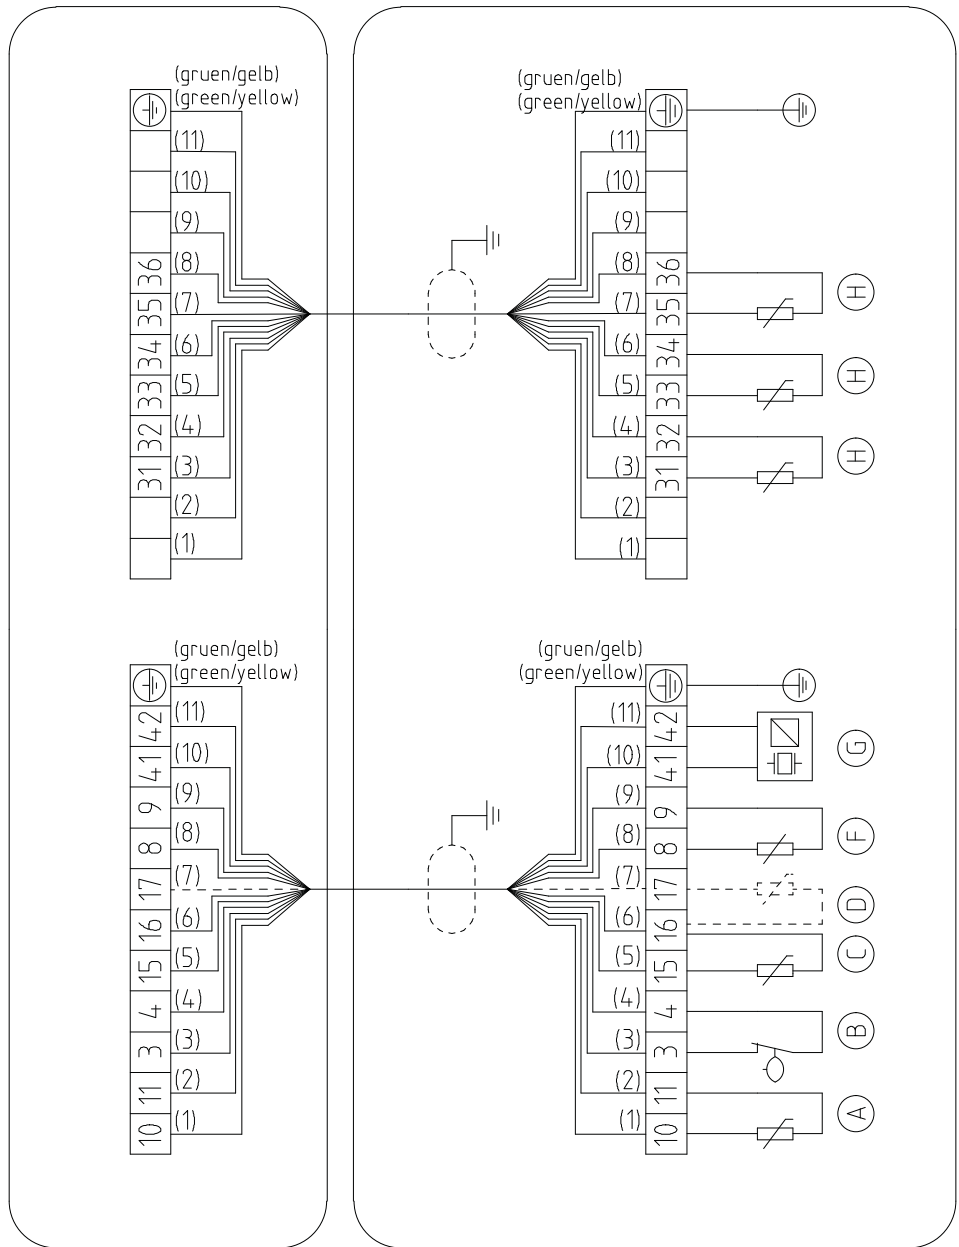 (gruen/gelb)
(green/yellow)
(11)
(10)
(9)
36 (8)
35 (7)
34 (6)
33 (5)
32 (4)
31 (3)
(2)
(1)
(gruen/gelb)
(green/yellow)
(11)
(10)
(9)
(8) 36 H
(7) 35
(6) 34 H
(5) 33
(4) 32 H
(3) 31
(2)
(1)
(gruen/gelb)
(green/yellow)
42 (11)
41 (10)
9 (9)
8 (8)
17 (7)
16 (6)
15 (5)
4 (4)
3 (3)
11 (2)
10 (1)
(gruen/gelb)
(green/yellow)
(11) 42
(10) 41 G
(9) 9
(8) 8 F
(7) 17 D
(6) 16
(5) 15 C
(4) 4
(3) 3 B
(2) 11
(1) 10 A